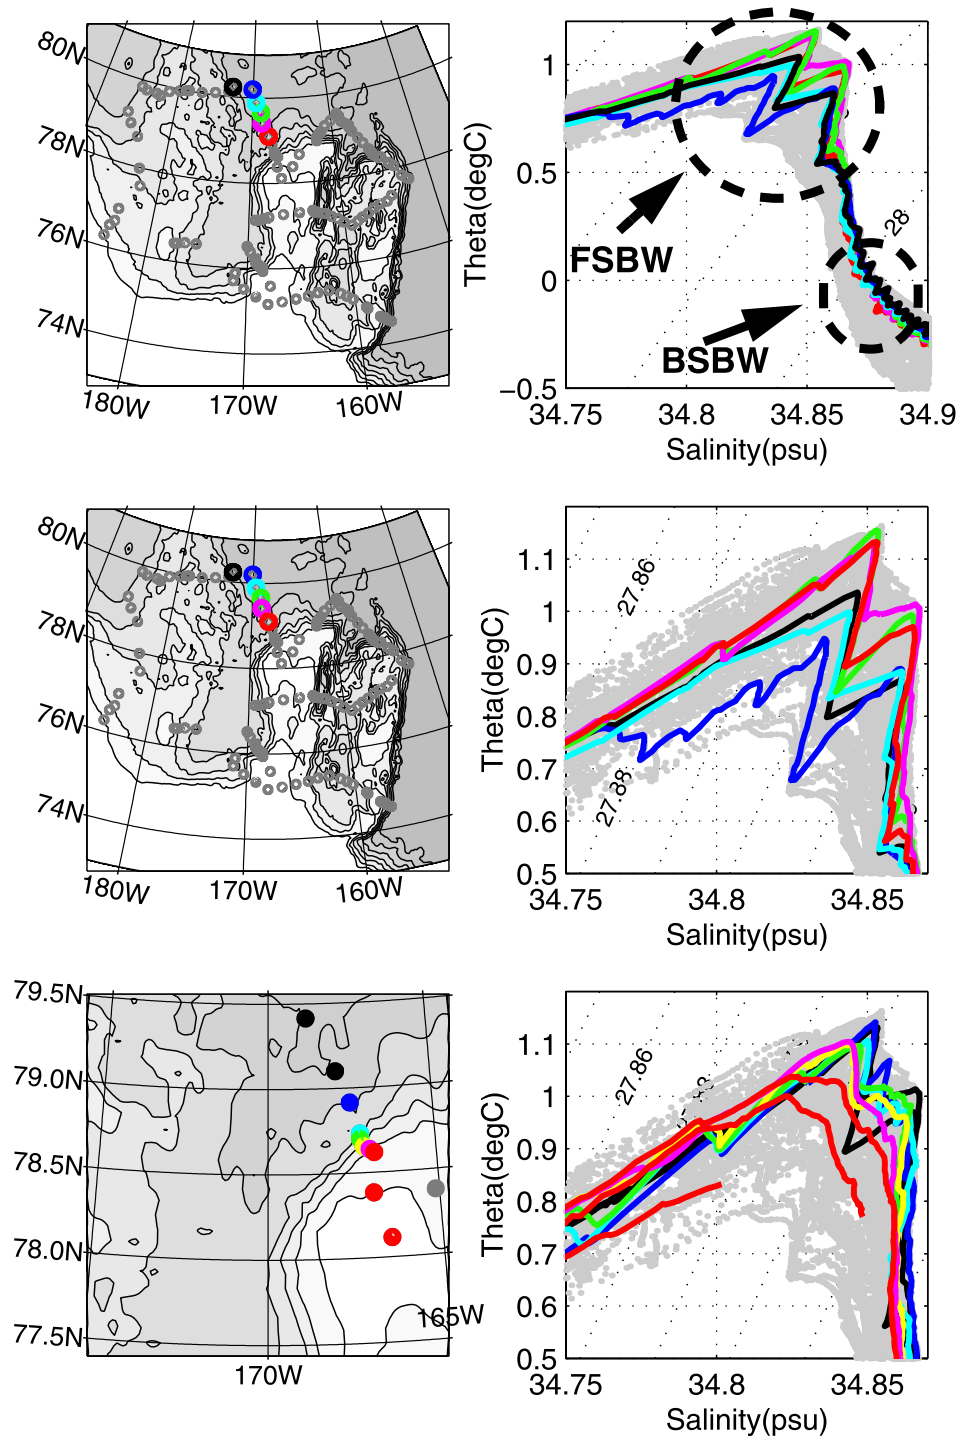 80N
78N
76N
74N
180W
170W
160W
Theta(degC)
1
0.5
0
−0.5
34.75
34.8
34.85
34.9
Salinity(psu)
28
FSBW
BSBW
80N
78N
76N
74N
180W
170W
160W
Theta(degC)
1.1
1
0.9
0.8
0.7
0.6
0.5
34.75
34.8
34.85
Salinity(psu)
27.86
27.88
79.5N
79.0N
78.5N
78.0N
77.5N
170W
165W
Theta(degC)
1.1
1
0.9
0.8
0.7
0.6
0.5
34.75
34.8
34.85
Salinity(psu)
27.86